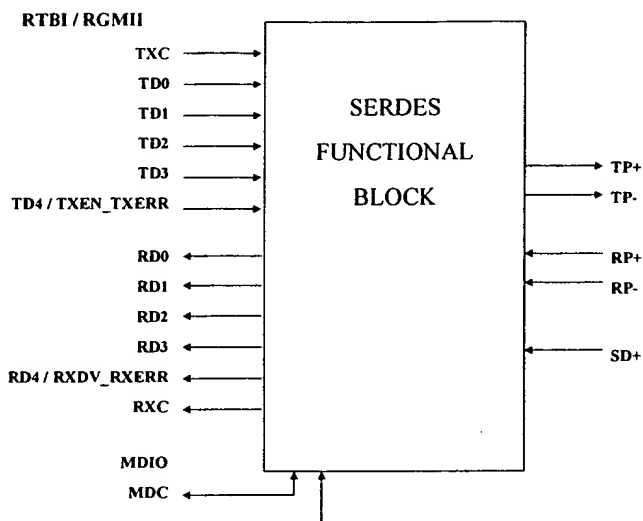 RTBI / RGMII
TXC
TD0
TD1
TD2
TD3
TD4 / TXEN_TXERR
RD0
RD1
RD2
RD3
RD4 / RXDV_RXERR
RXC
MDIO
MDC
SERDES
FUNCTIONAL
BLOCK
TP+
TP-
RP+
RP-
SD+